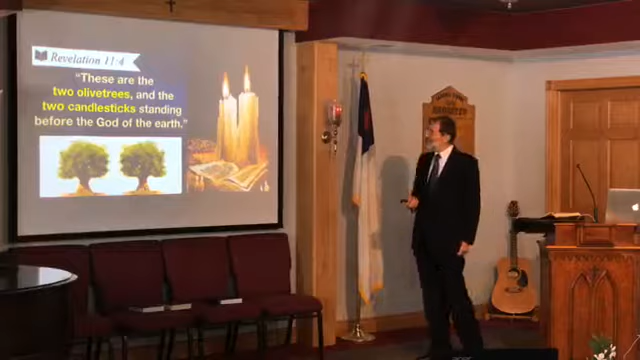 Revelation 11:4
"These are the
two olivetrees, and the
two candlesticks standing
before the God of the earth."